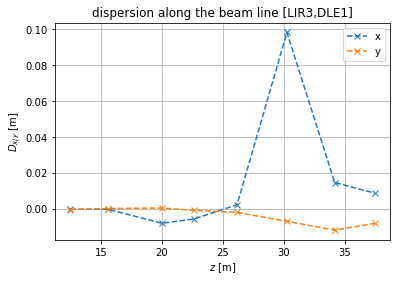 dispersion along the beam line [LIR3,DLE1]
x
y
0.10
0.08
0.06
0.04
0.02
0.00
D_{x/y} [m]
15
20
25
30
35
z [m]